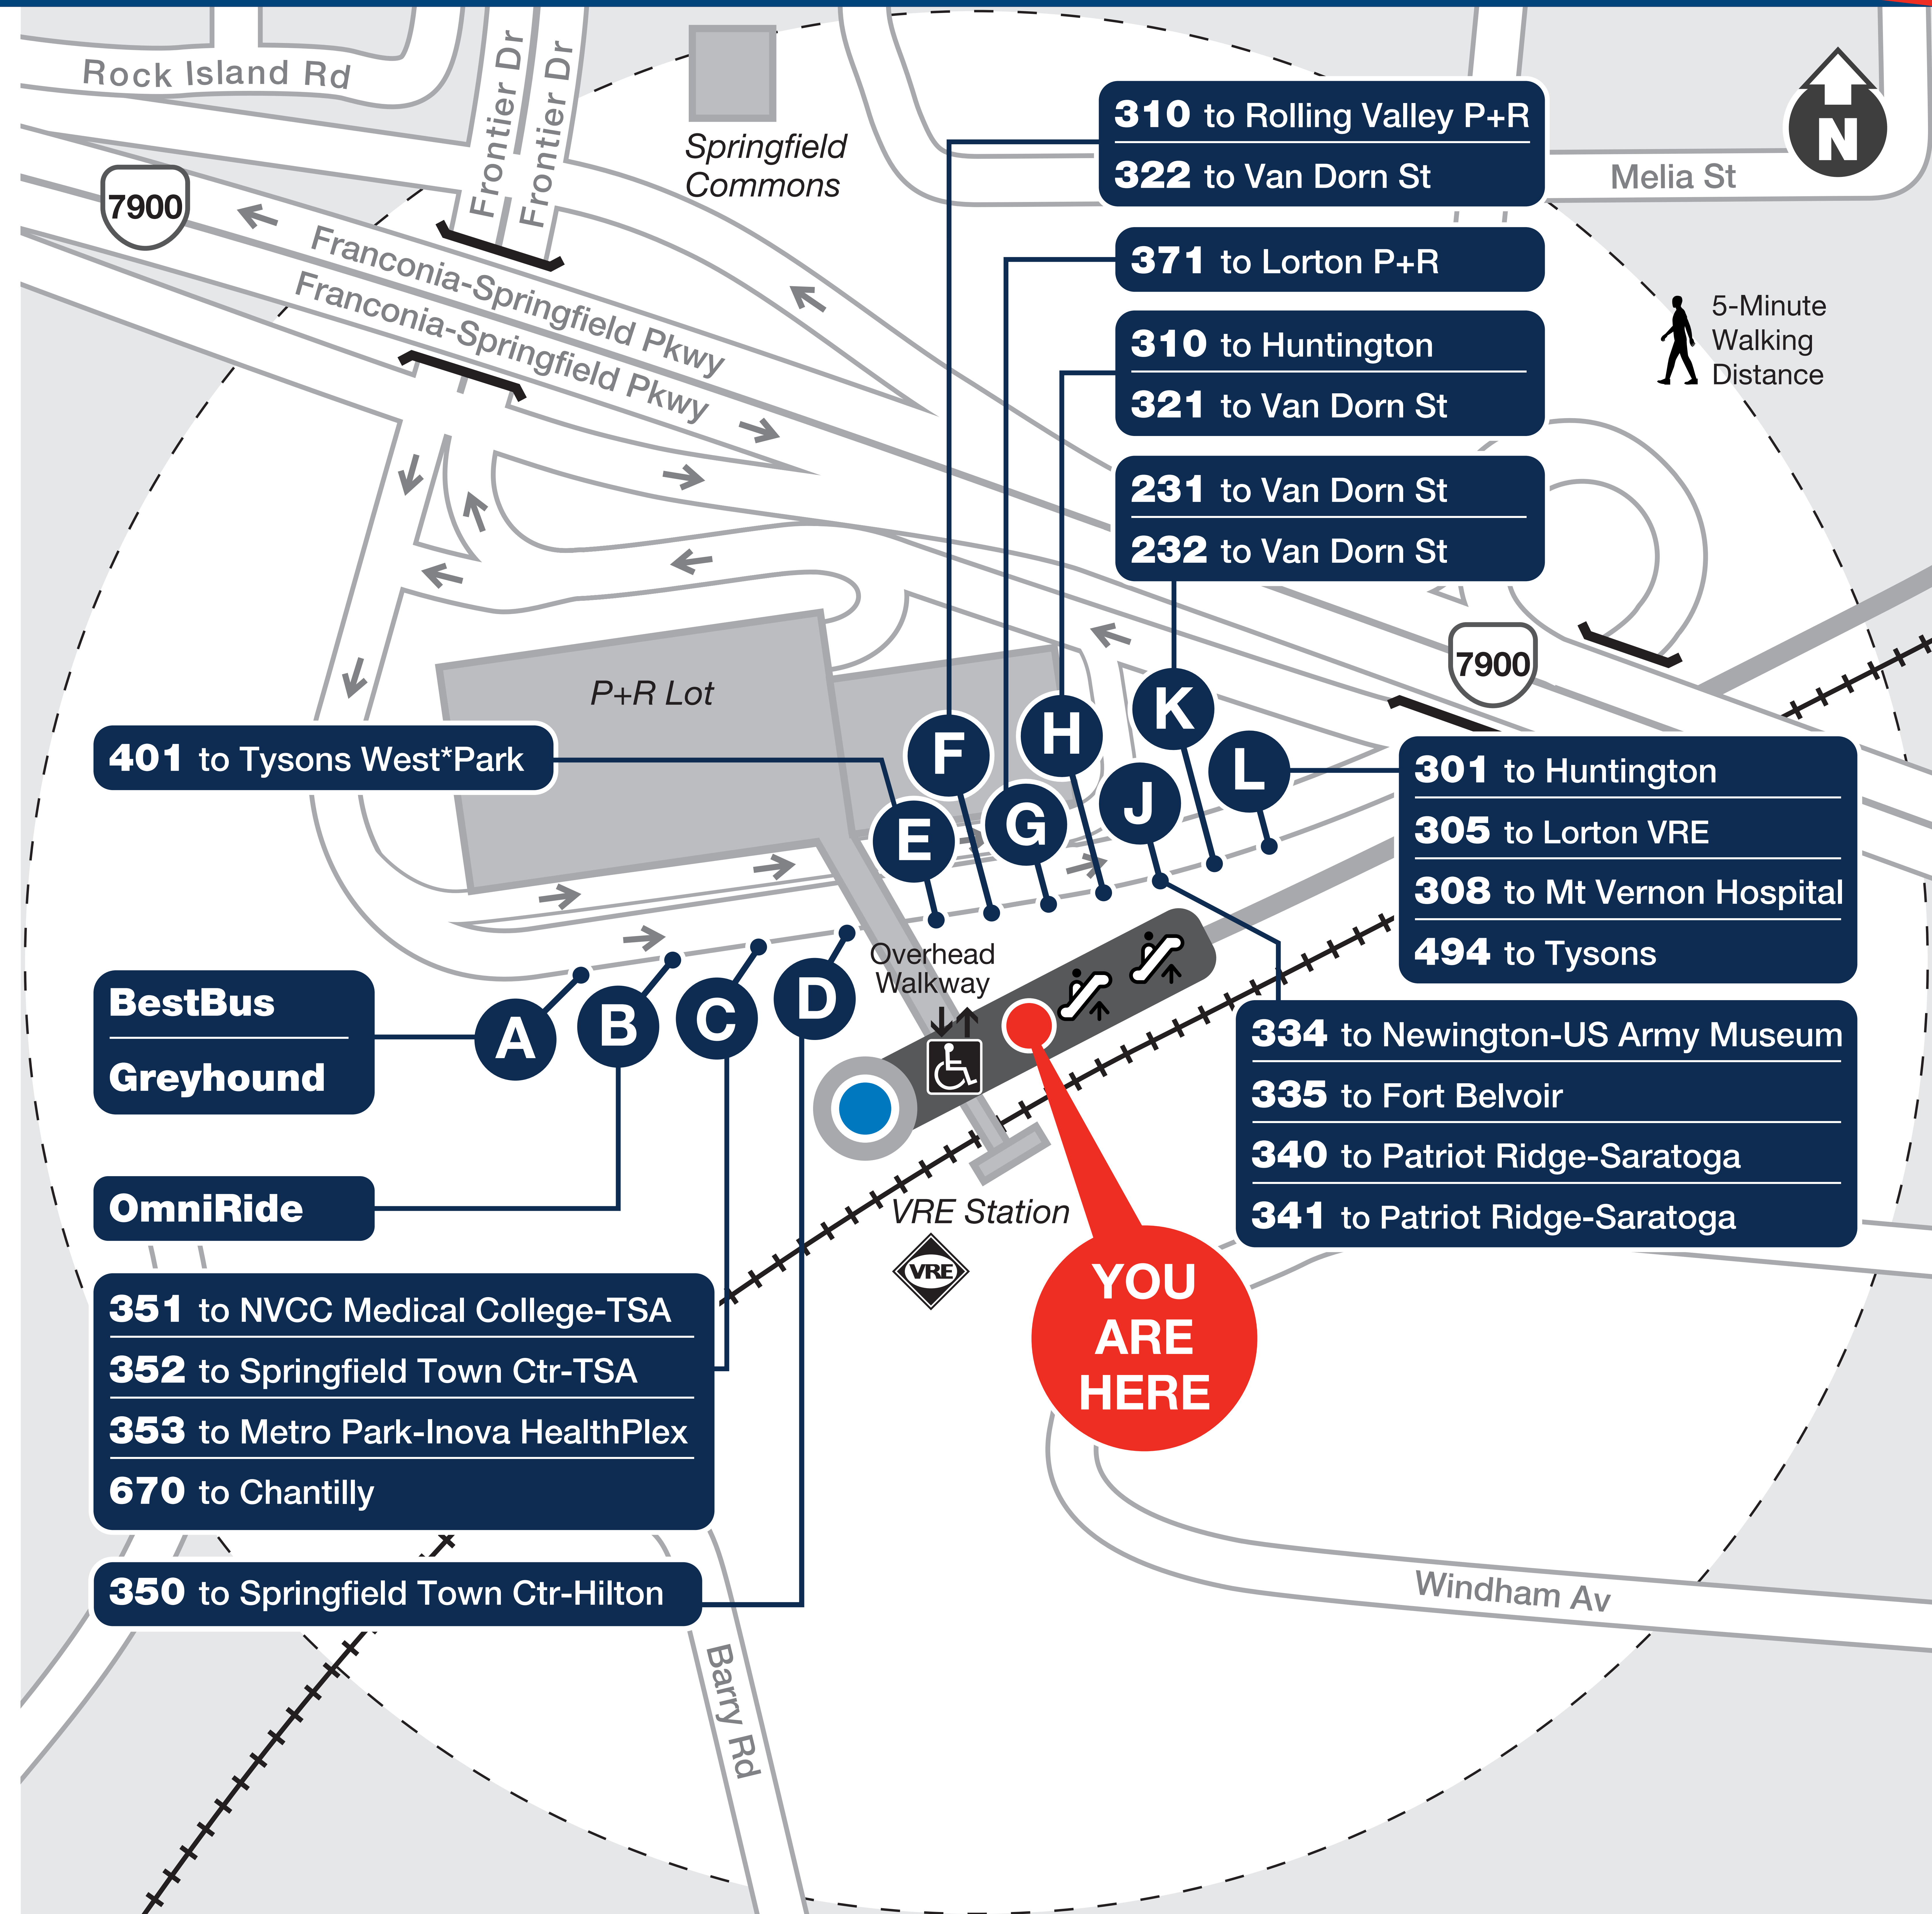 Rock Island Rd
Frontier Dr
Frontier Dr
Springfield
Commons
310 to Rolling Valley P+R
322 to Van Dorn St
N
Melia St
7900
Franconia-Springfield Pkwy
Franconia-Springfield Pkwy
371 to Lorton P+R
310 to Huntington
321 to Van Dorn St
5-Minute
Walking
Distance
231 to Van Dorn St
232 to Van Dorn St
7900
P+R Lot
401 to Tysons West*Park
F
H
K
L
E
G
J
301 to Huntington
305 to Lorton VRE
308 to Mt Vernon Hospital
494 to Tysons
Overhead
Walkway
A
B
C
D
BestBus
Greyhound
334 to Newington-US Army Museum
335 to Fort Belvoir
340 to Patriot Ridge-Saratoga
341 to Patriot Ridge-Saratoga
OmniRide
VRE Station
VRE
YOU
ARE
HERE
351 to NVCC Medical College-TSA
352 to Springfield Town Ctr-TSA
353 to Metro Park-Inova HealthPlex
670 to Chantilly
350 to Springfield Town Ctr-Hilton
Windham Av
Barry Rd